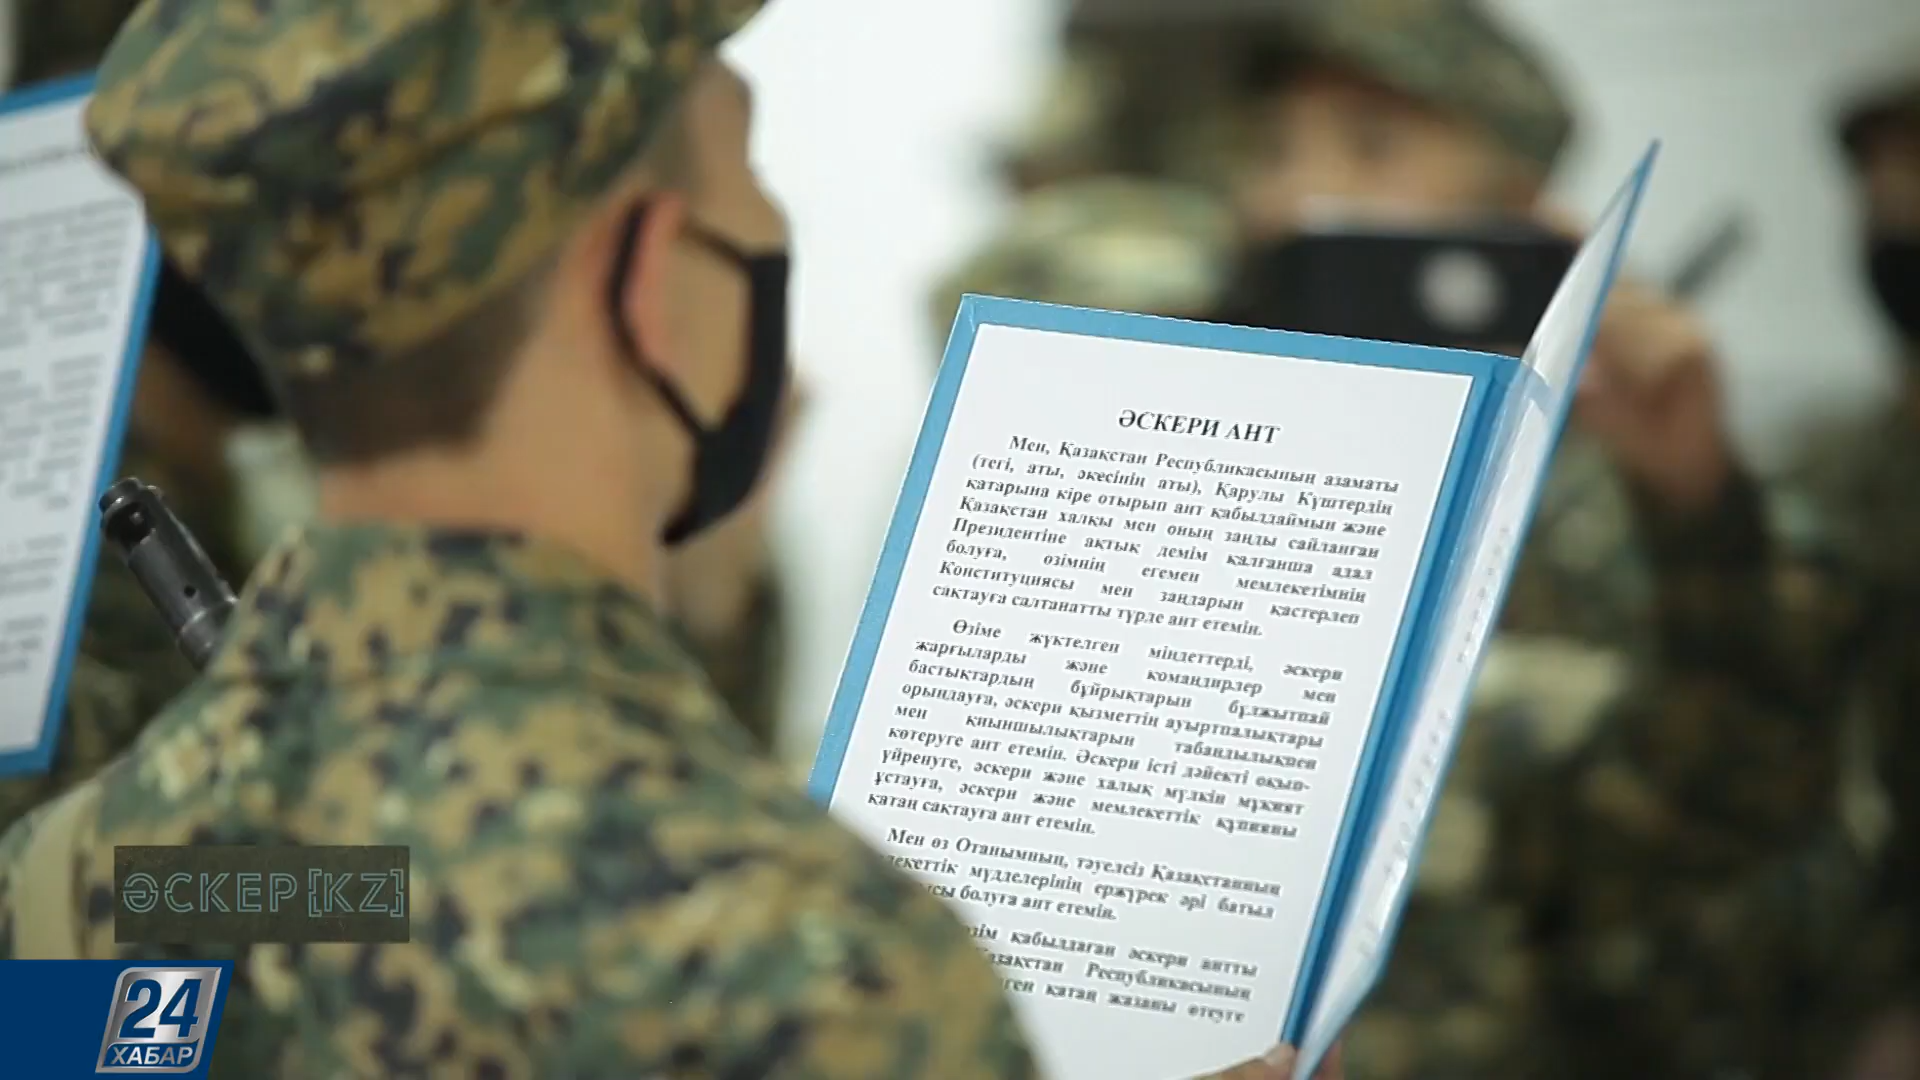 ӘСКЕРИ АНТ
Мен, Қазақстан Республикасының азаматы
(тегі, аты, әкесінің аты), Қарулы Күштердің
қатарына кіре отырып ант қабылдаймын және
Қазақстан халқы мен оның заңды сайланған
Президентіне ақтық демім қалғанша адал
болуға, өзімнің егемен мемлекетімнің
Конституциясы мен заңдарын қастерлеп
сақтауға салтанатты түрде ант етемін.
Өзіме жүктелген міндеттерді, әскери
жарғыларды және командирлер мен
бастықтардың бұйрықтарын бұлжытпай
орындауға, әскери қызметтің ауыртпалықтары
мен қиыншылықтарын табандылықпен
көтеруге ант етемін. Әскери істі дәйекті оқып-
үйренуге, әскери және халық мүлкін мұқият
ұстауға, әскери және мемлекеттік құпияны
қатаң сақтауға ант етемін.
Мен өз Отанымның, тәуелсіз Қазақстанның
мүдделерінің ержүрек әрі батыл
болуға ант етемін.
қабылдаған әскери антты
Республикасының
қатаң жазаны өтеуге
ӘСКЕР[KZ]
24
ХАБАР